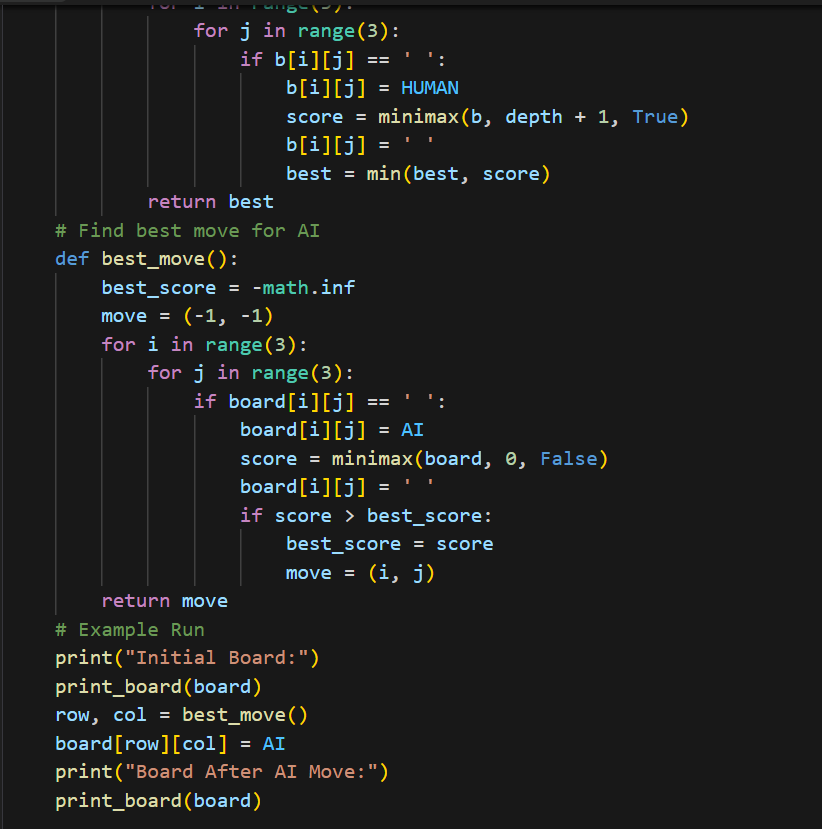 for i in range(3):
for j in range(3):
if b[i][j] == ' ':
b[i][j] = HUMAN
score = minimax(b, depth + 1, True)
b[i][j] = ' '
best = min(best, score)
return best
# Find best move for AI
def best_move():
best_score = -math.inf
move = (-1, -1)
for i in range(3):
for j in range(3):
if board[i][j] == ' ':
board[i][j] = AI
score = minimax(board, 0, False)
board[i][j] = ' '
if score > best_score:
best_score = score
move = (i, j)
return move
# Example Run
print("Initial Board:")
print_board(board)
row, col = best_move()
board[row][col] = AI
print("Board After AI Move:")
print_board(board)